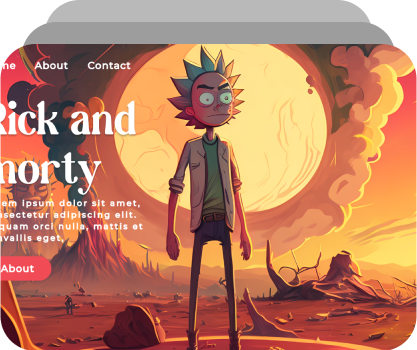 me About Contact
Rick and
morty
em ipsum dolor sit amet,
nsectetur adipiscing elit.
quam orci nulla, mattis et
avallis eget,
About